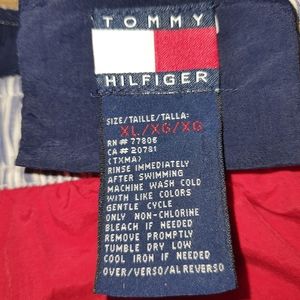 TOMMY
HILFIGER
SIZE/TAILLE/TALLA:
XL/XG/XG
RN# 77806
CA# 20781
(TXMA)
RINSE IMMEDIATELY
AFTER SWIMMING
MACHINE WASH COLD
WITH LIKE COLORS
GENTLE CYCLE
ONLY NON-CHLORINE
BLEACH IF NEEDED
REMOVE PROMPTLY
TUMBLE DRY LOW
COOL IRON IF NEEDED
OVER/VERSO/AL REVERSO